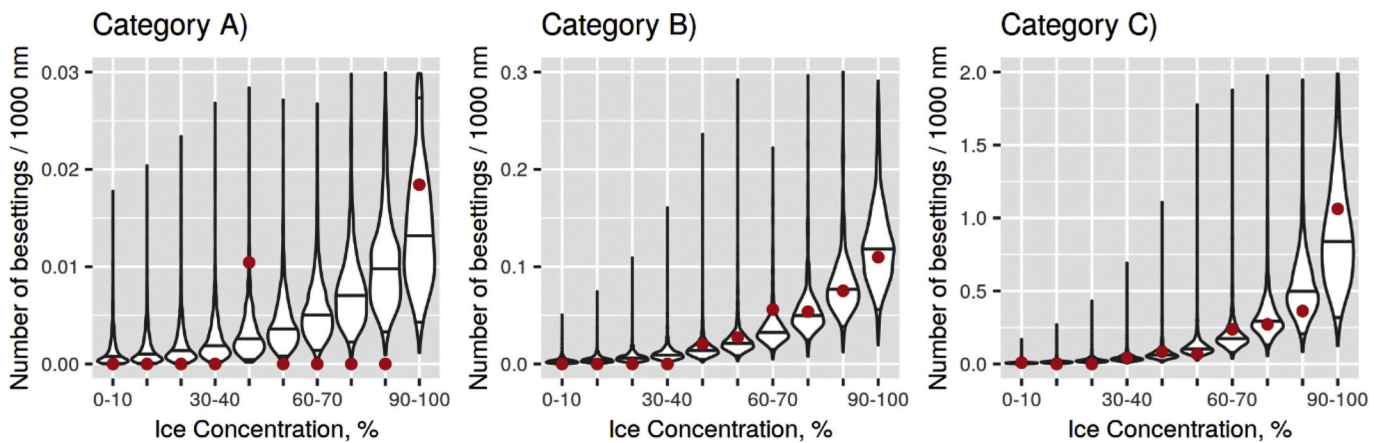 Category A)
Number of besettings / 1000 nm
0.03
0.02
0.01
0.00
0-10
30-40
60-70
90-100
Ice Concentration, %
Category B)
Number of besettings / 1000 nm
0.3
0.2
0.1
0.0
0-10
30-40
60-70
90-100
Ice Concentration, %
Category C)
Number of besettings / 1000 nm
2.0
1.5
1.0
0.5
0.0
0-10
30-40
60-70
90-100
Ice Concentration, %